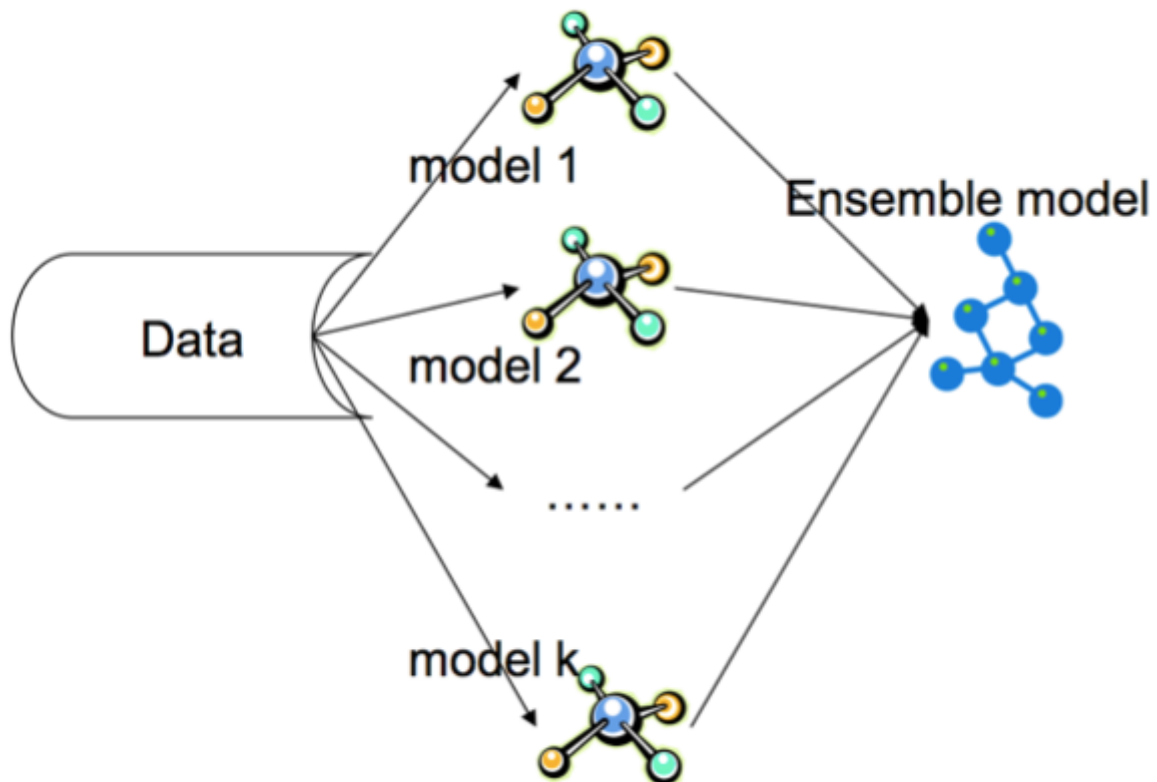 model 1
Ensemble model
Data
model 2
......
model k